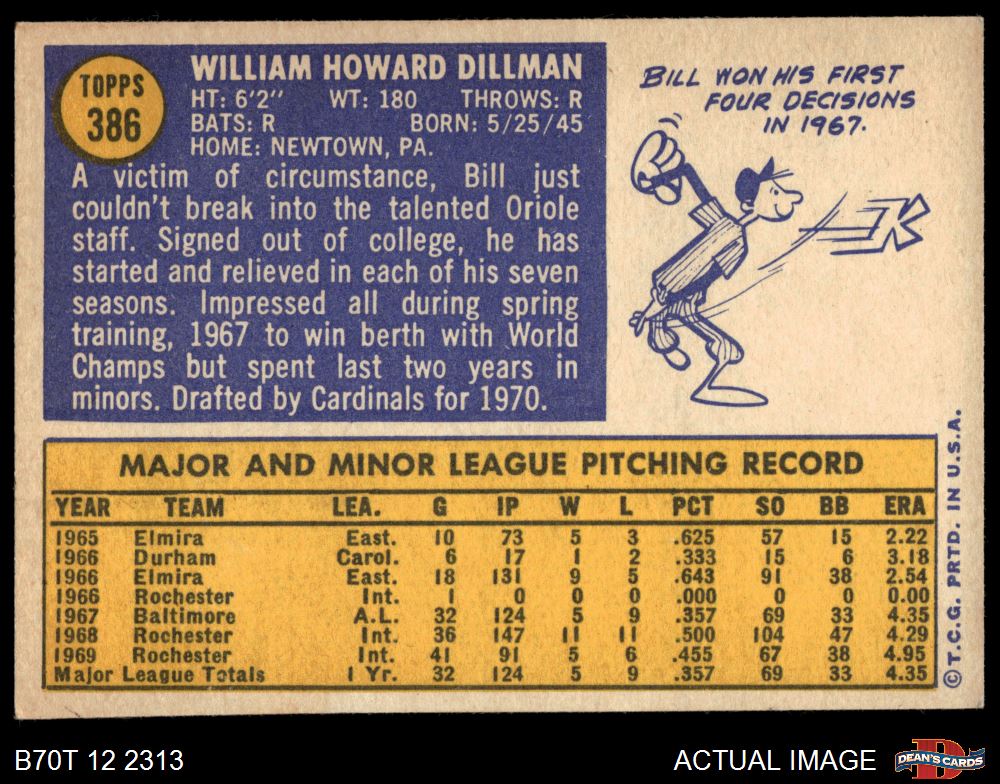 TOPPS
386
WILLIAM HOWARD DILLMAN
HT: 6'2" WT: 180 THROWS: R
BATS: R BORN: 5/25/45
HOME: NEWTOWN, PA.
A victim of circumstance, Bill just
couldn't break into the talented Oriole
staff. Signed out of college, he has
started and relieved in each of his seven
seasons. Impressed all during spring
training, 1967 to win berth with World
Champs but spent last two years in
minors. Drafted by Cardinals for 1970.
BILL WON HIS FIRST
FOUR DECISIONS
IN 1967.
K
MAJOR AND MINOR LEAGUE PITCHING RECORD
YEAR TEAM LEA. G IP W L PCT SO BB ERA
1965 Elmira East. 10 73 5 3 .625 57 15 2.22
1966 Durham Carol. 6 17 1 2 .333 15 6 3.18
1966 Elmira East. 18 131 9 5 .643 91 38 2.54
1966 Rochester Int. 1 0 0 0 .000 0 0 0.00
1967 Baltimore A.L. 32 124 5 9 .357 69 33 4.35
1968 Rochester Int. 36 147 11 11 .500 104 47 4.29
1969 Rochester Int. 41 91 5 6 .455 67 38 4.95
Major League Totals 1 Yr. 32 124 5 9 .357 69 33 4.35
© T.C.G. PRTD. IN U.S.A.
B70T 12 2313
ACTUAL IMAGE
D
DEAN'S CARDS